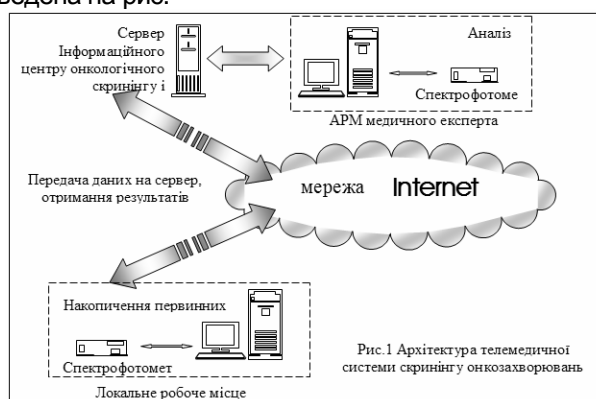 ведена на рис.
Сервер
Інформаційного
центру онкологічного
скринінгу і
Аналіз
Спектрофотоме
АРМ медичного експерта
Передача даних на сервер,
отримання результатів
мережа Internet
Накопичення первинних
Спектрофотомет
Локальне робоче місце
Рис.1 Архітектура телемедичної
системи скринінгу онкозахворювань